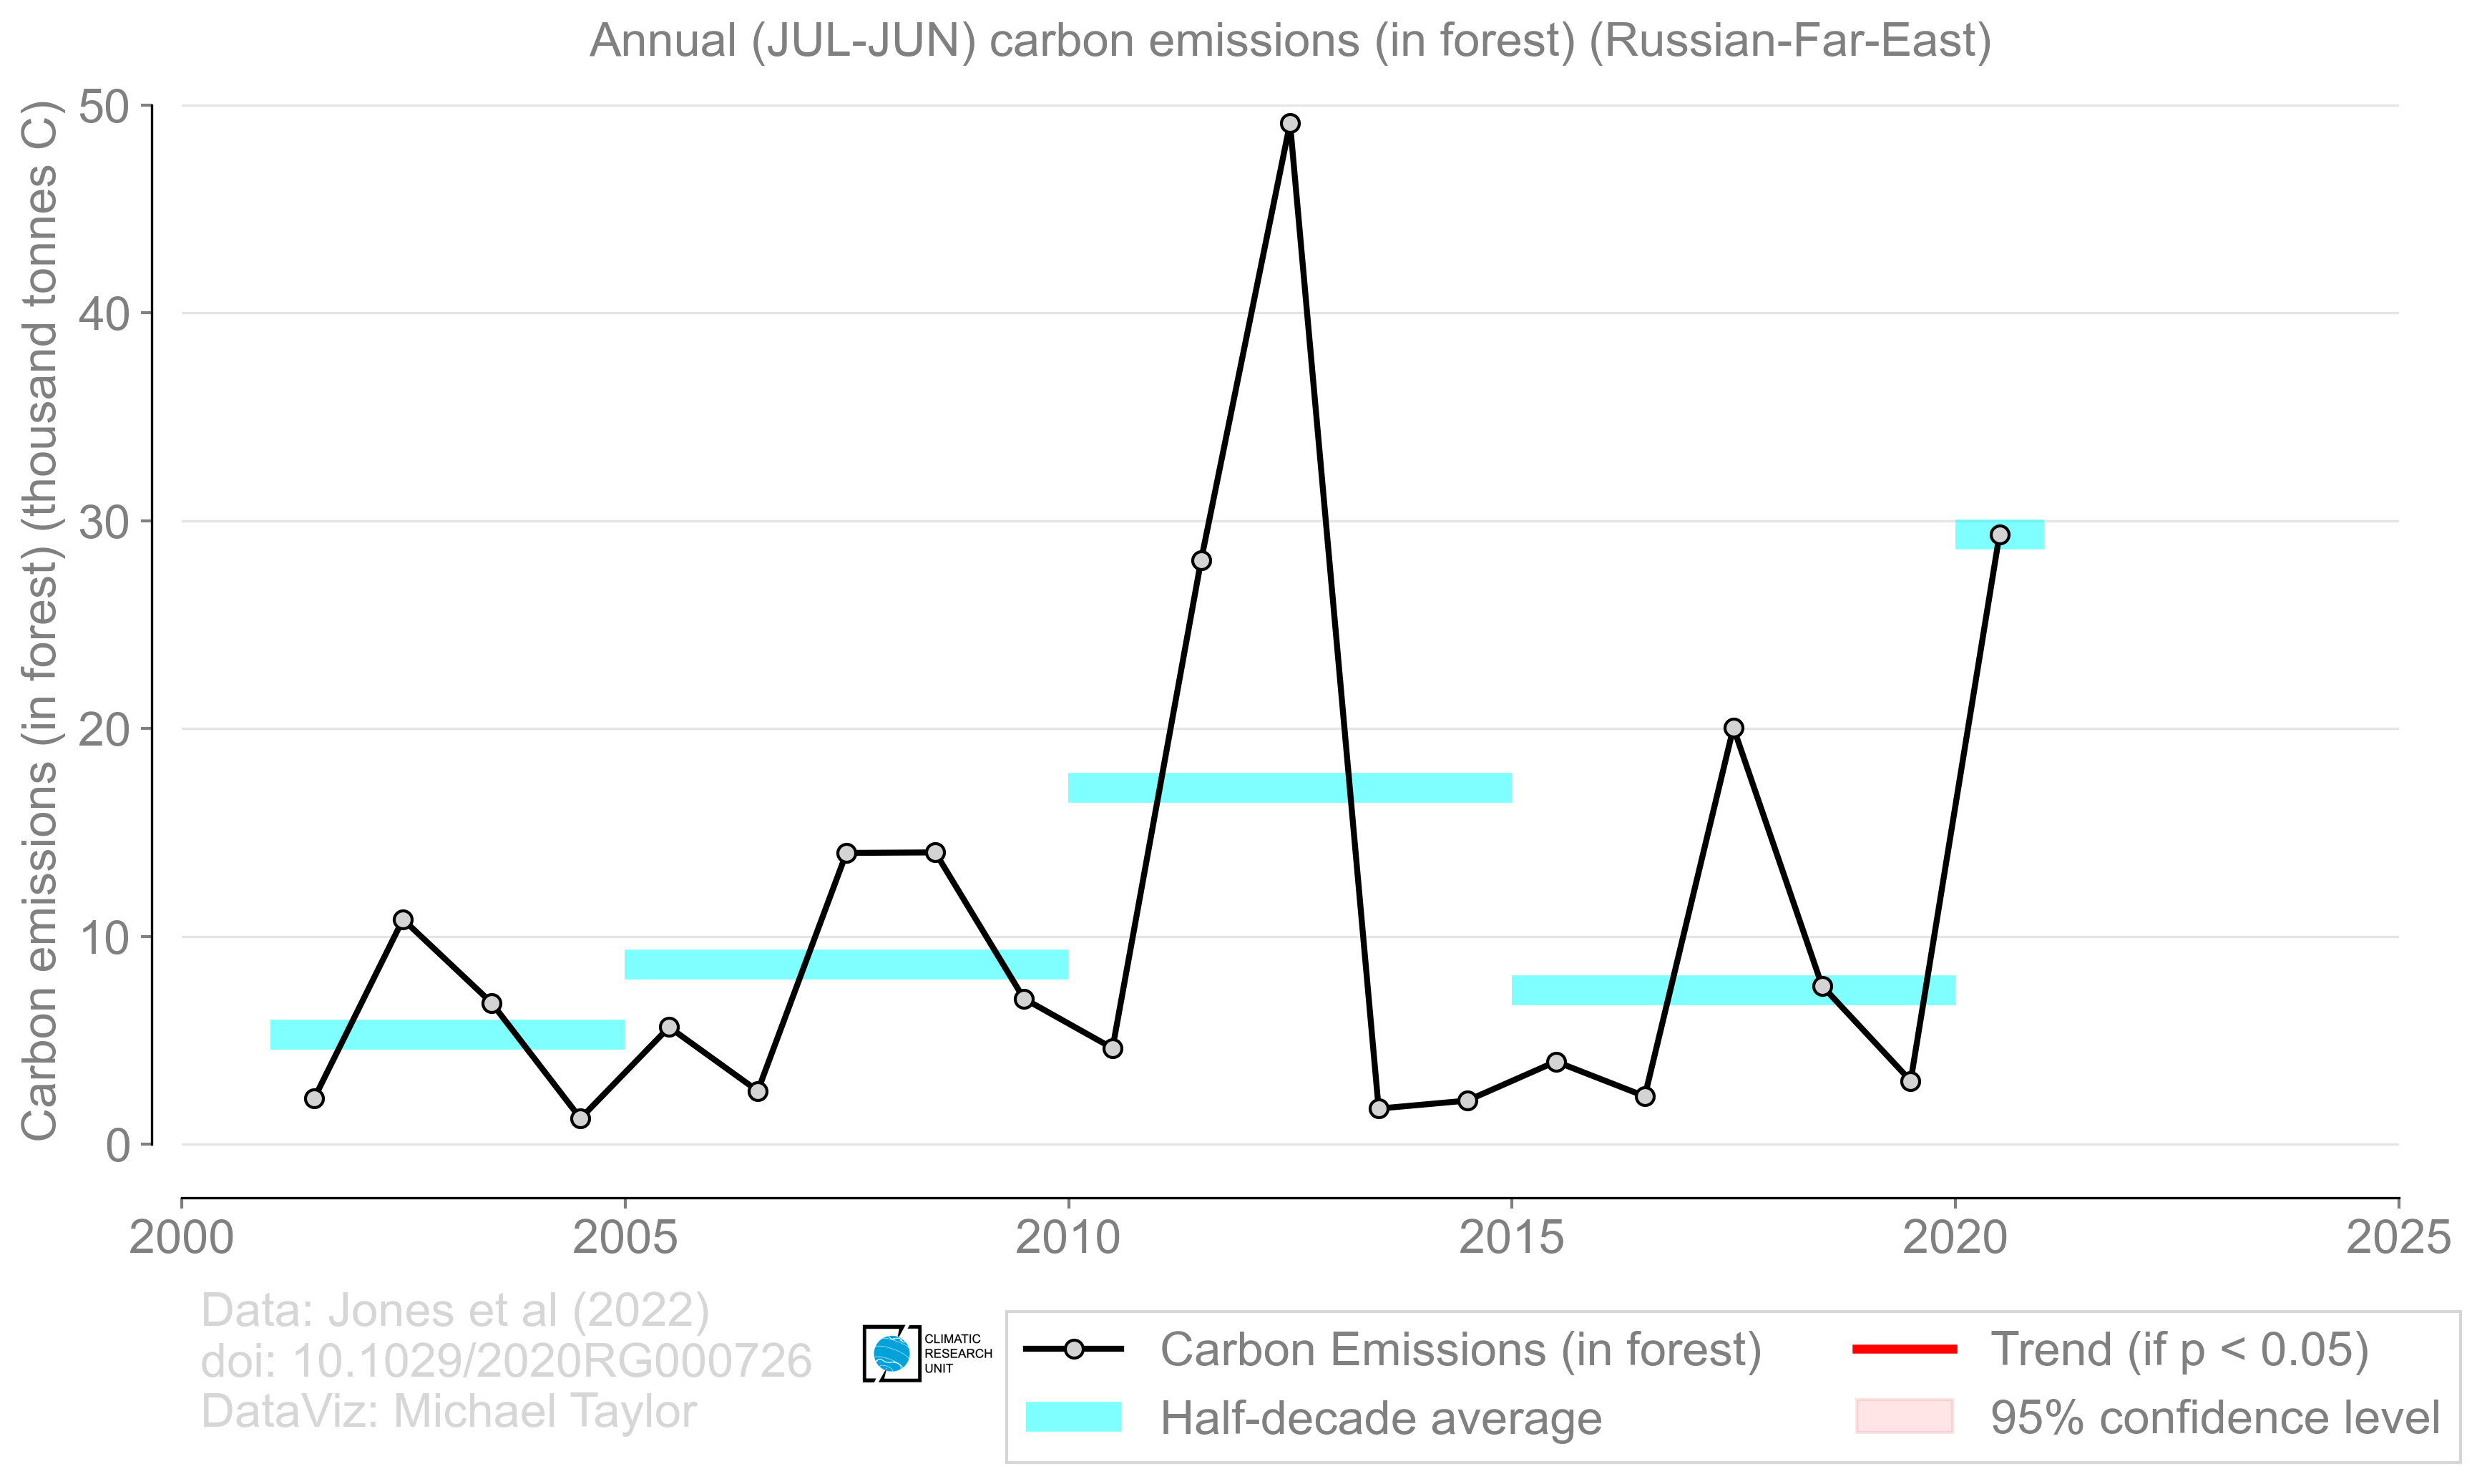 Annual (JUL-JUN) carbon emissions (in forest) (Russian-Far-East)
Carbon emissions (in forest) (thousand tonnes C)
50
40
30
20
10
0
2000 2005 2010 2015 2020 2025
Data: Jones et al (2022)
doi: 10.1029/2020RG000726
DataViz: Michael Taylor
CLIMATIC
RESEARCH
UNIT
Carbon Emissions (in forest)
Half-decade average
Trend (if p < 0.05)
95% confidence level